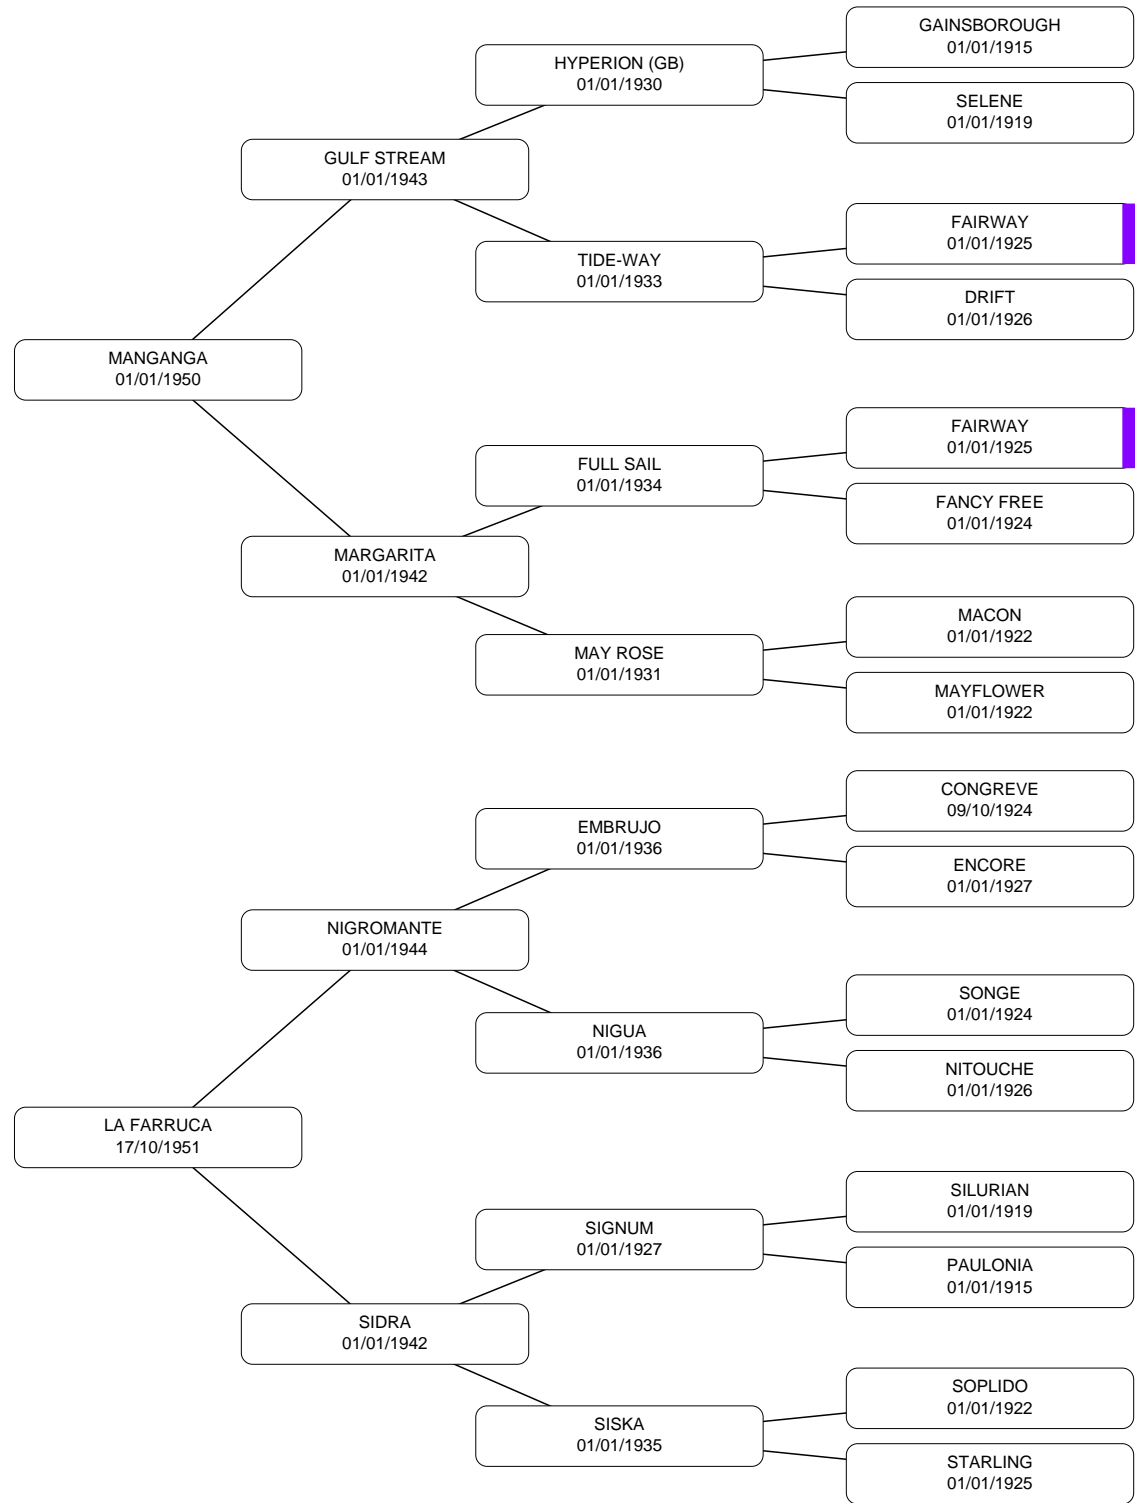 GAINSBOROUGH
01/01/1915
HYPERION (GB)
01/01/1930
SELENE
01/01/1919
GULF STREAM
01/01/1943
FAIRWAY
01/01/1925
TIDE-WAY
01/01/1933
DRIFT
01/01/1926
MANGANGA
01/01/1950
FAIRWAY
01/01/1925
FULL SAIL
01/01/1934
FANCY FREE
01/01/1924
MARGARITA
01/01/1942
MACON
01/01/1922
MAY ROSE
01/01/1931
MAYFLOWER
01/01/1922
CONGREVE
09/10/1924
EMBRUJO
01/01/1936
ENCORE
01/01/1927
NIGROMANTE
01/01/1944
SONGE
01/01/1924
NIGUA
01/01/1936
NITOUCHE
01/01/1926
LA FARRUCA
17/10/1951
SILURIAN
01/01/1919
SIGNUM
01/01/1927
PAULONIA
01/01/1915
SIDRA
01/01/1942
SOPLIDO
01/01/1922
SISKA
01/01/1935
STARLING
01/01/1925